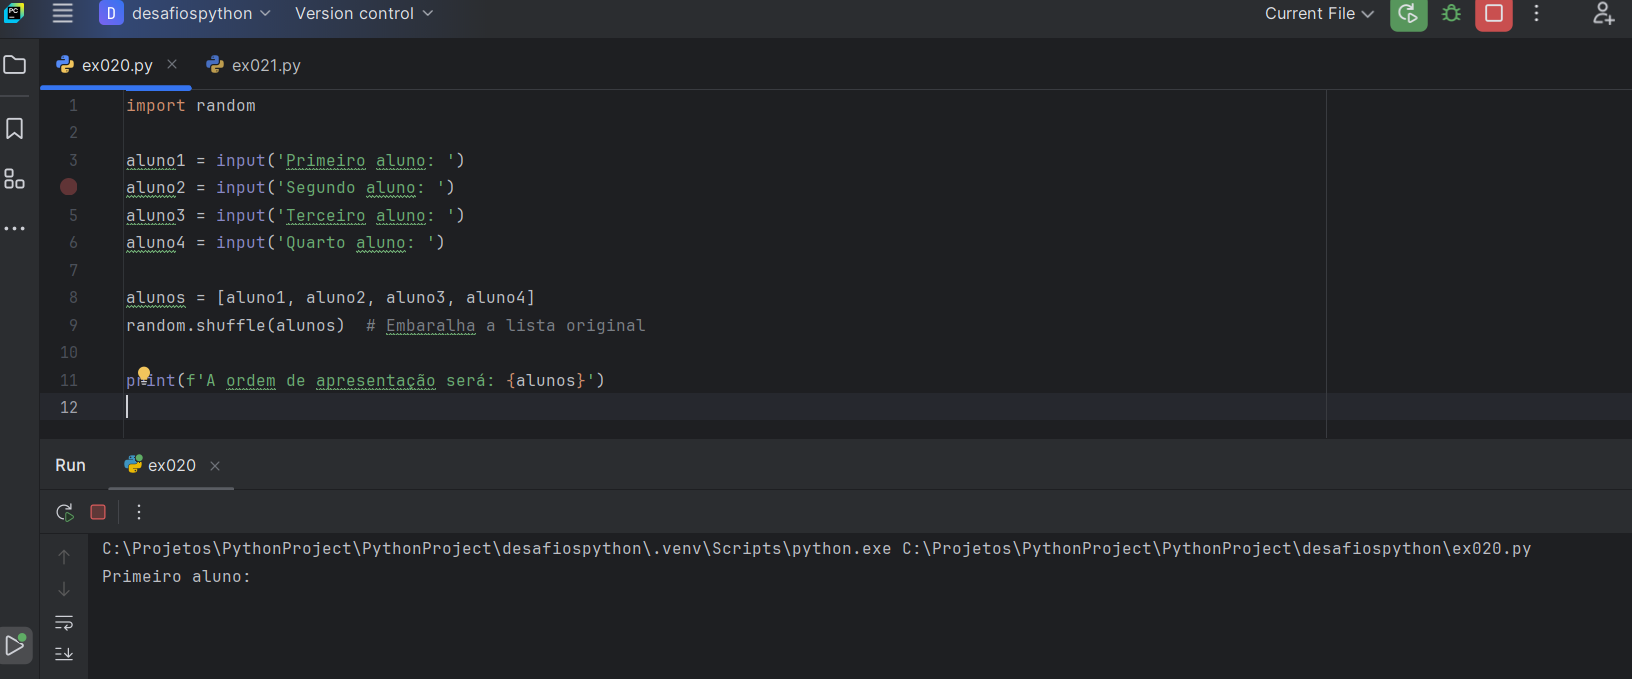 PC D desafiospython Version control Current File
ex020.py ex021.py
1 import random
2
3 aluno1 = input('Primeiro aluno: ')
aluno2 = input('Segundo aluno: ')
5 aluno3 = input('Terceiro aluno: ')
6 aluno4 = input('Quarto aluno: ')
7
8 alunos = [aluno1, aluno2, aluno3, aluno4]
9 random.shuffle(alunos)  # Embaralha a lista original
10
11 print(f'A ordem de apresentação será: {alunos}')
12
Run ex020
C:\Projetos\PythonProject\PythonProject\desafiospython\.venv\Scripts\python.exe C:\Projetos\PythonProject\PythonProject\desafiospython\ex020.py
Primeiro aluno: